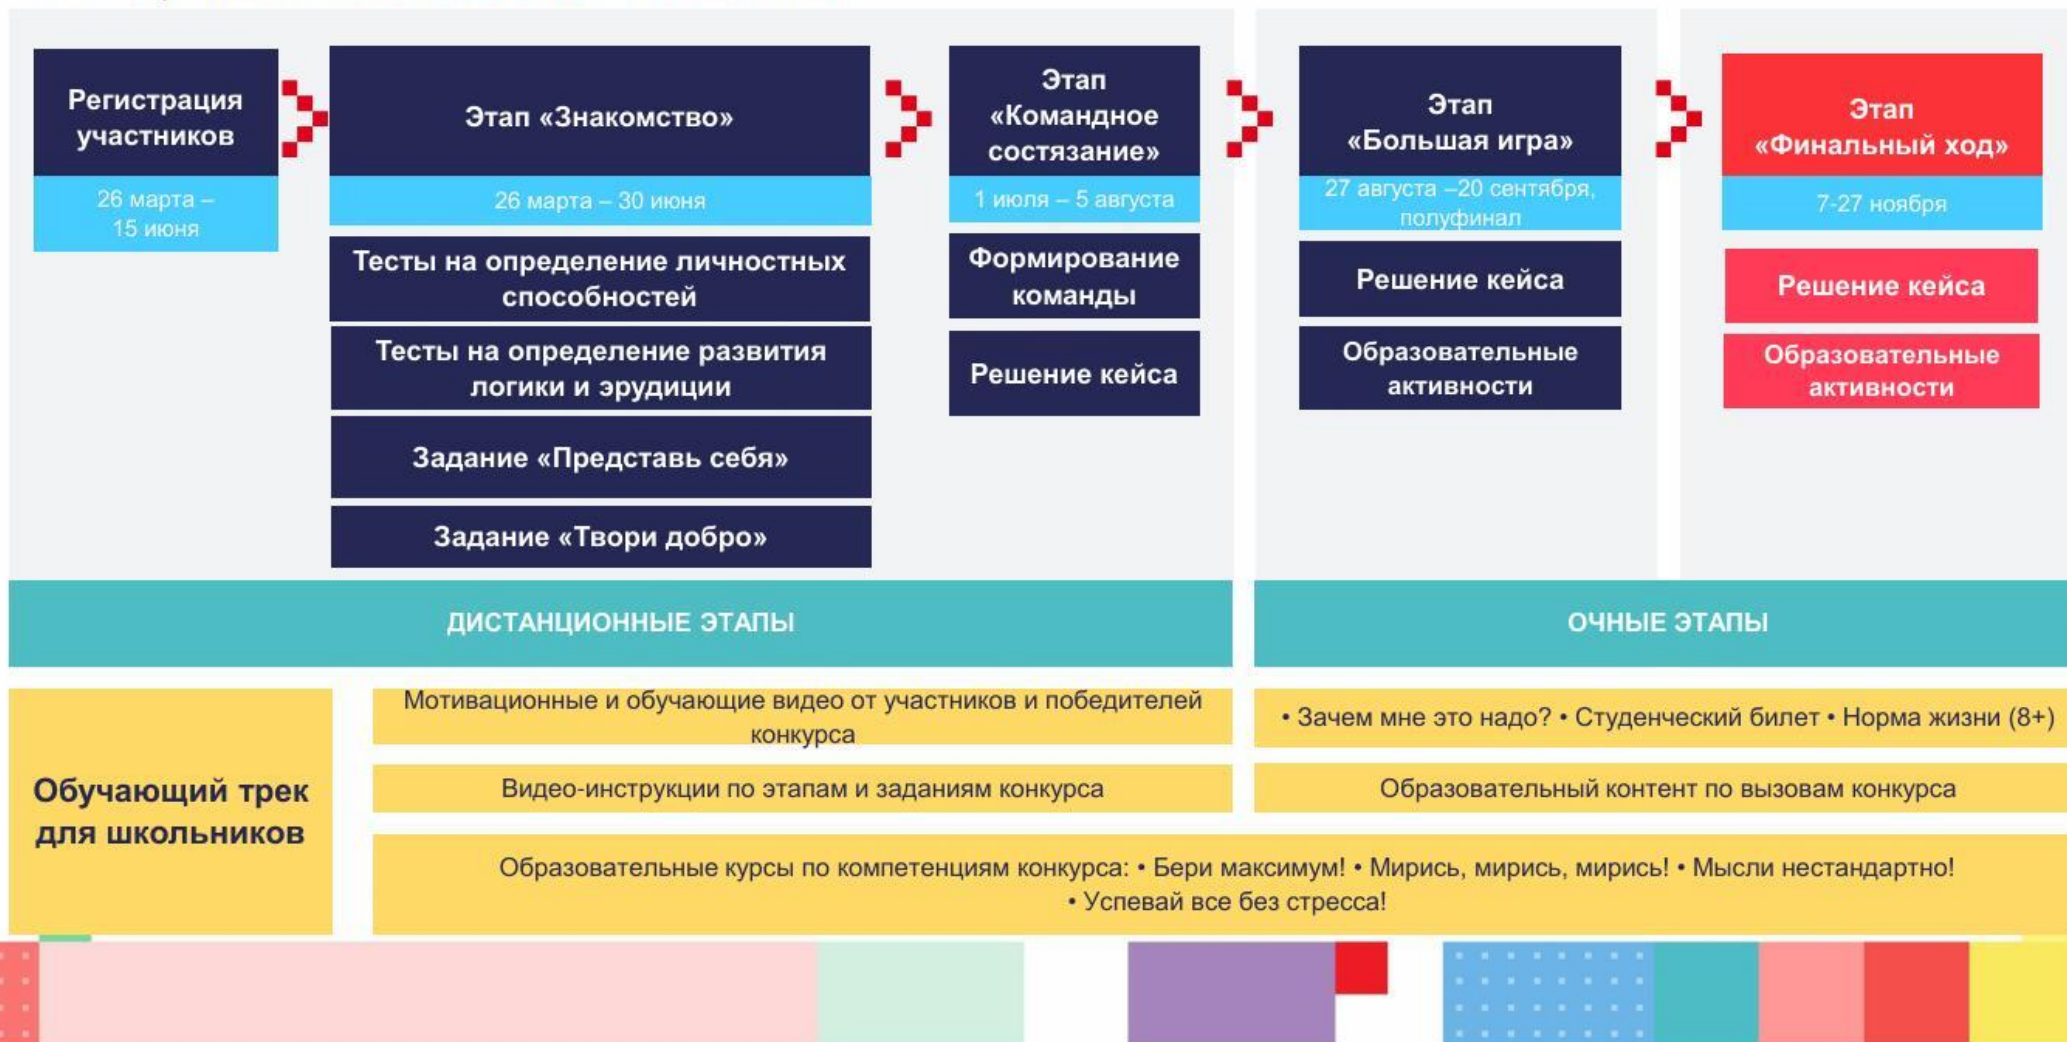 Регистрация
участников
26 марта –
15 июня
Этап «Знакомство»
26 марта – 30 июня
Тесты на определение личностных
способностей
Тесты на определение развития
логики и эрудиции
Задание «Представь себя»
Задание «Твори добро»
Этап
«Командное
состязание»
1 июля – 5 августа
Формирование
команды
Решение кейса
Этап
«Большая игра»
27 августа –20 сентября,
полуфинал
Решение кейса
Образовательные
активности
Этап
«Финальный ход»
7-27 ноября
Решение кейса
Образовательные
активности
ДИСТАНЦИОННЫЕ ЭТАПЫ
ОЧНЫЕ ЭТАПЫ
Обучающий трек
для школьников
Мотивационные и обучающие видео от участников и победителей
конкурса
• Зачем мне это надо? • Студенческий билет • Норма жизни (8+)
Видео-инструкции по этапам и заданиям конкурса
Образовательный контент по вызовам конкурса
Образовательные курсы по компетенциям конкурса: • Бери максимум! • Мирись, мирись, мирись! • Мысли нестандартно!
• Успевай все без стресса!